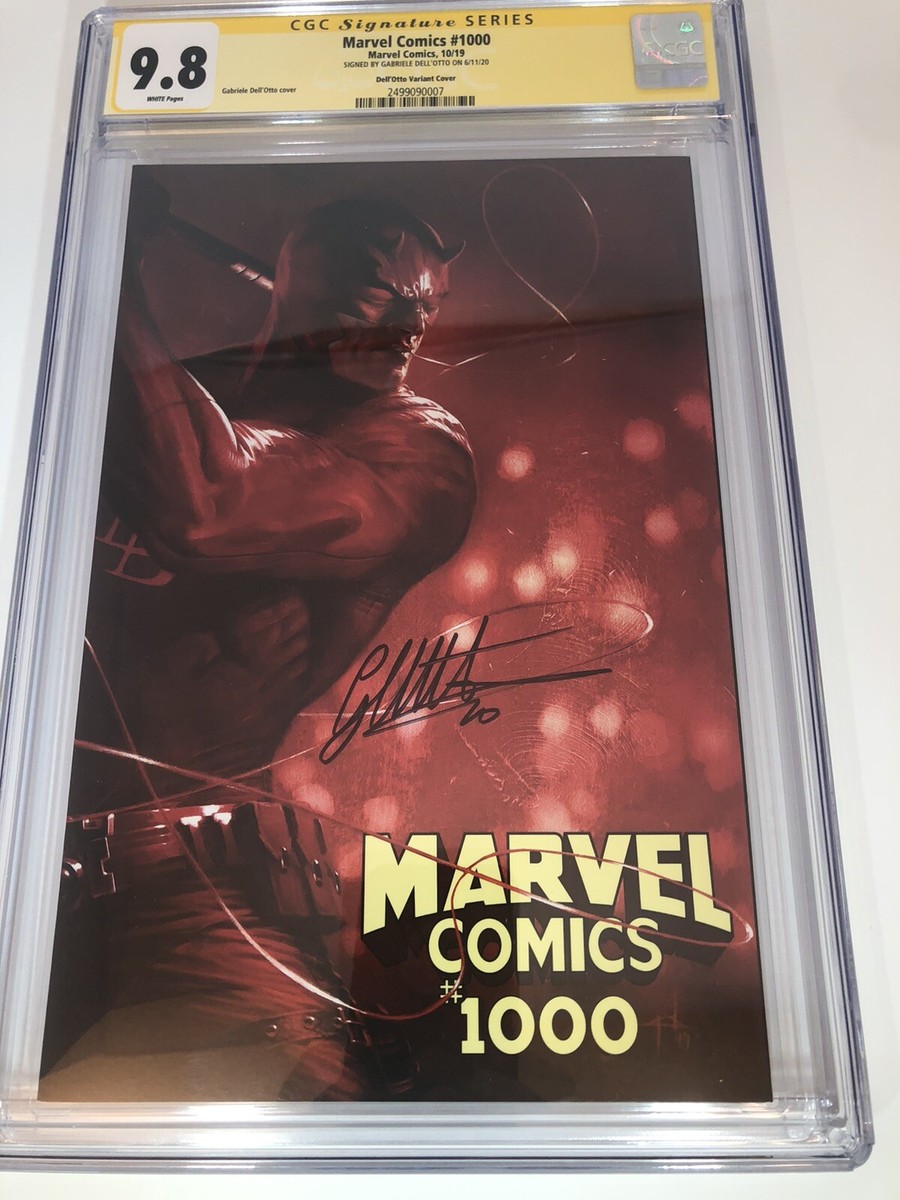 CGC Signature SERIES
9.8
WHITE Pages
Marvel Comics #1000
Marvel Comics, 10/19
SIGNED BY GABRIELE DELL'OTTO ON 6/11/20
Dell'Otto Variant Cover
Gabriele Dell'Otto cover
2499090007
CGC
20
MARVEL
COMICS
#1000